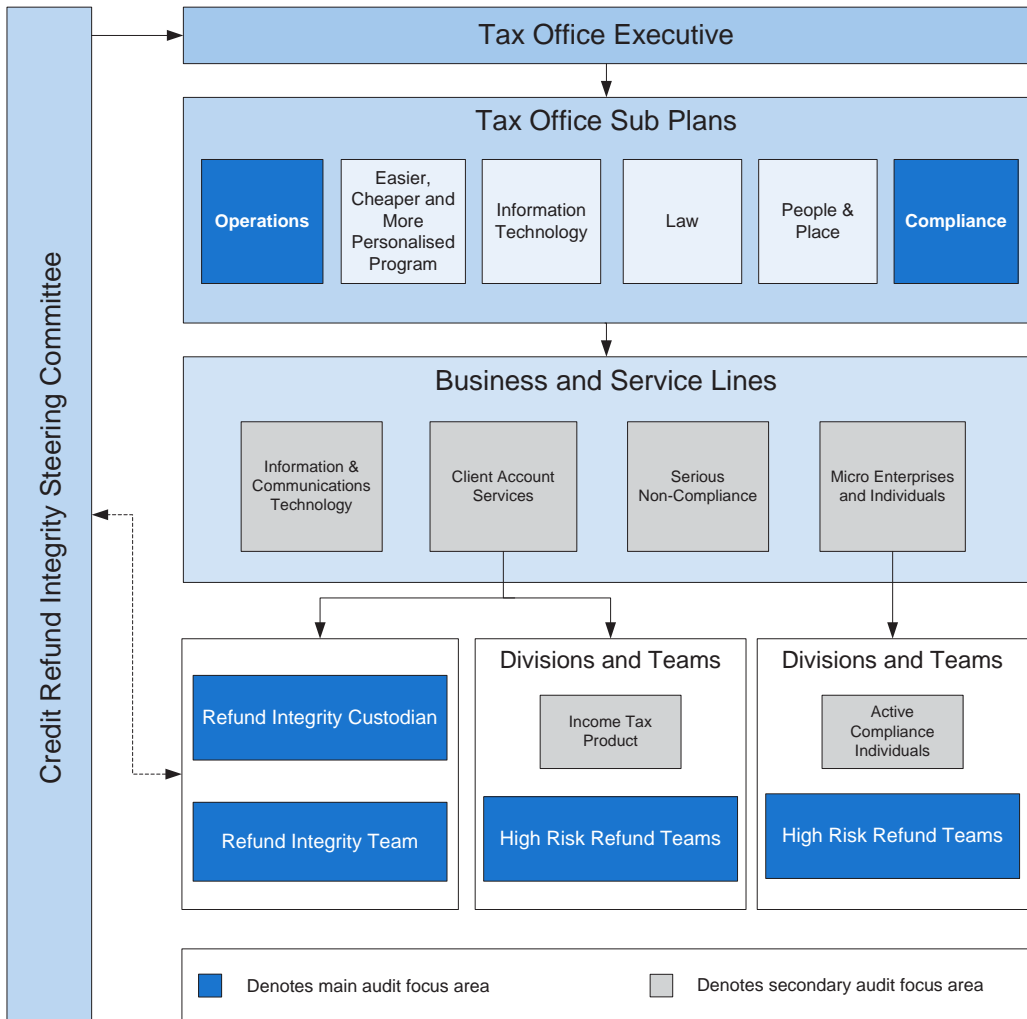 Credit Refund Integrity Steering Committee
Tax Office Executive
Tax Office Sub Plans
Operations
Easier,
Cheaper and
More
Personalised
Program
Information
Technology
Law
People &
Place
Compliance
Business and Service Lines
Information &
Communications
Technology
Client Account
Services
Serious
Non-Compliance
Micro Enterprises
and Individuals
Refund Integrity Custodian
Refund Integrity Team
Divisions and Teams
Income Tax
Product
High Risk Refund Teams
Divisions and Teams
Active
Compliance
Individuals
High Risk Refund Teams
Denotes main audit focus area
Denotes secondary audit focus area